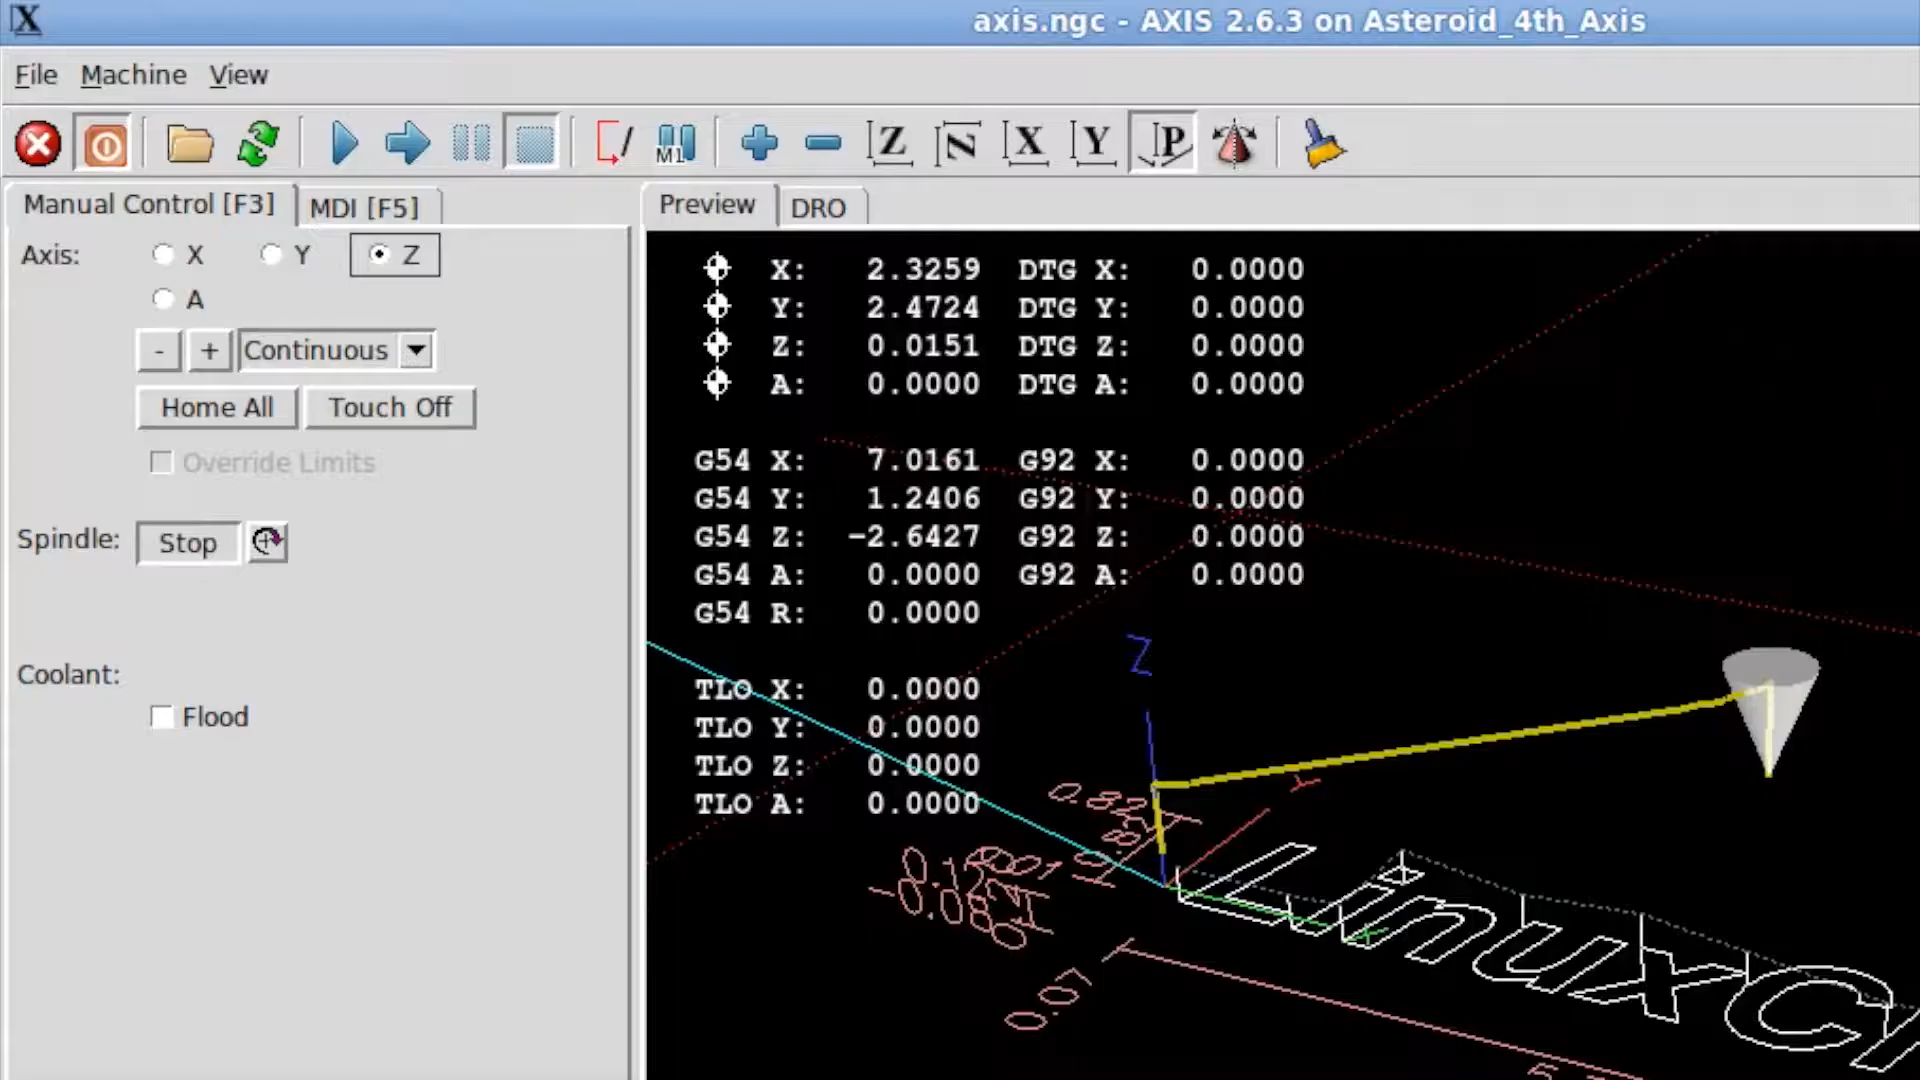 axis.ngc - AXIS 2.6.3 on Asteroid_4th_Axis
File Machine View
M1 Z N X Y P
Manual Control [F3] MDI [F5] Preview DRO
Axis: X Y Z
A
- + Continuous
Home All Touch Off
Override Limits
Spindle: Stop
Coolant:
Flood
X: 2.3259 DTG X: 0.0000
Y: 2.4724 DTG Y: 0.0000
Z: 0.0151 DTG Z: 0.0000
A: 0.0000 DTG A: 0.0000
G54 X: 7.0161 G92 X: 0.0000
G54 Y: 1.2406 G92 Y: 0.0000
G54 Z: -2.6427 G92 Z: 0.0000
G54 A: 0.0000 G92 A: 0.0000
G54 R: 0.0000
TLO X: 0.0000
TLO Y: 0.0000
TLO Z: 0.0000
TLO A: 0.0000
Z
Y
X
0.07
LinuxC